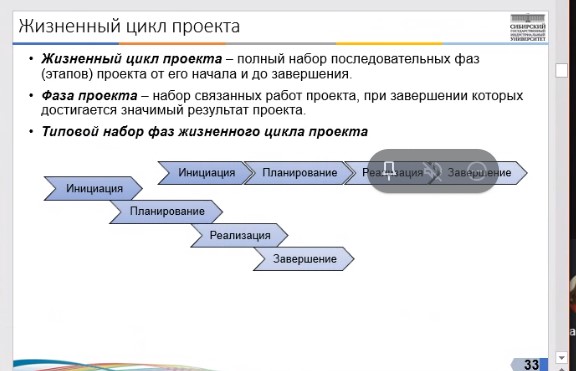 Жизненный цикл проекта
СИБИРСКИЙ
ГОСУДАРСТВЕННЫЙ
ИНДУСТРИАЛЬНЫЙ
УНИВЕРСИТЕТ
• Жизненный цикл проекта – полный набор последовательных фаз
(этапов) проекта от его начала и до завершения.
• Фаза проекта – набор связанных работ проекта, при завершении которых
достигается значимый результат проекта.
• Типовой набор фаз жизненного цикла проекта
Инициация Планирование Реализация Завершение
Инициация
Планирование
Реализация
Завершение
33